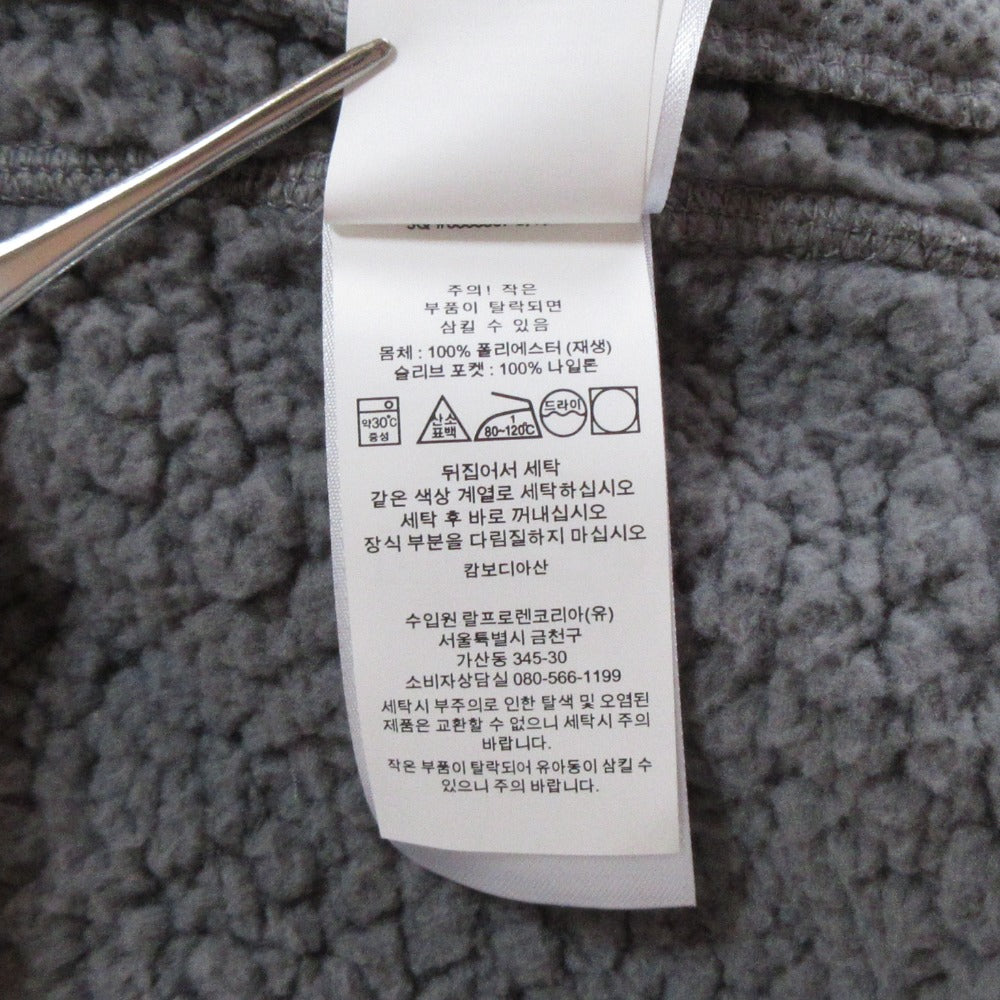 주의! 작은
부품이 탈락되면
삼킬 수 있음
몸체 : 100% 폴리에스터 (재생)
슬리브 포켓 : 100% 나일론
약30℃ 중성 산소 표백 1 80~120℃ 드라이
뒤집어서 세탁
같은 색상 계열로 세탁하십시오
세탁 후 바로 꺼내십시오
장식 부분을 다림질하지 마십시오
캄보디아산
수입원 랄프로렌코리아(유)
서울특별시 금천구
가산동 345-30
소비자상담실 080-566-1199
세탁시 부주의로 인한 탈색 및 오염된
제품은 교환할 수 없으니 세탁시 주의
바랍니다.
작은 부품이 탈락되어 유아동이 삼킬 수
있으니 주의 바랍니다.